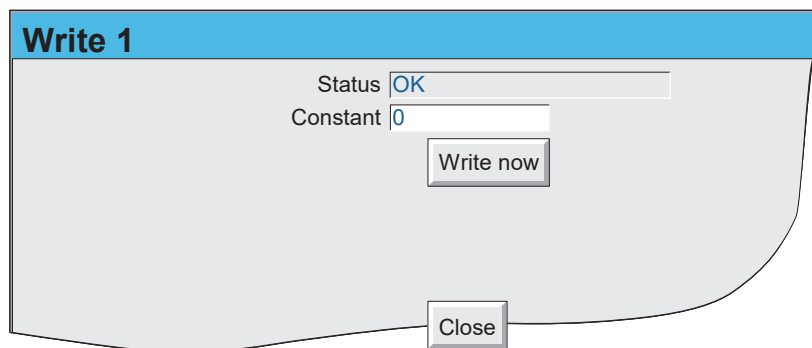 Write 1
Status OK
Constant 0
Write now
Close